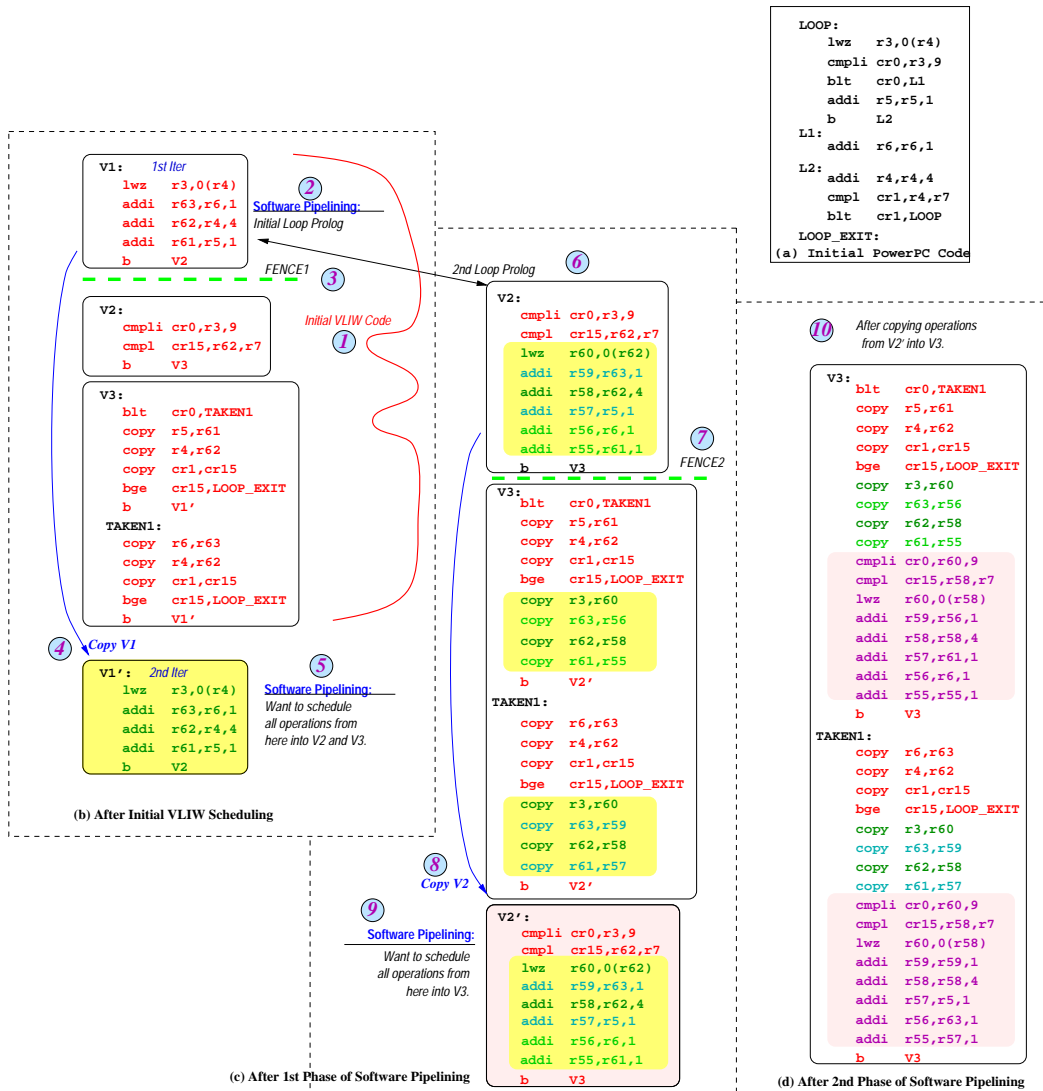 LOOP:
lwz r3,0(r4)
cmpli cr0,r3,9
blt cr0,L1
addi r5,r5,1
b L2
L1:
addi r6,r6,1
L2:
addi r4,r4,4
cmpl cr1,r4,r7
blt cr1,LOOP
LOOP_EXIT:
(a) Initial PowerPC Code
V1: 1st Iter
lwz r3,0(r4)
addi r63,r6,1
addi r62,r4,4
addi r61,r5,1
b V2
2
Software Pipelining:
Initial Loop Prolog
FENCE1
3
V2:
cmpli cr0,r3,9
cmpl cr15,r62,r7
b V3
Initial VLIW Code
1
V3:
blt cr0,TAKEN1
copy r5,r61
copy r4,r62
copy cr1,cr15
bge cr15,LOOP_EXIT
b V1'
TAKEN1:
copy r6,r63
copy r4,r62
copy cr1,cr15
bge cr15,LOOP_EXIT
b V1'
4
Copy V1
V1': 2nd Iter
lwz r3,0(r4)
addi r63,r6,1
addi r62,r4,4
addi r61,r5,1
b V2
5
Software Pipelining:
Want to schedule
all operations from
here into V2 and V3.
(b) After Initial VLIW Scheduling
2nd Loop Prolog
6
V2:
cmpli cr0,r3,9
cmpl cr15,r62,r7
lwz r60,0(r62)
addi r59,r63,1
addi r58,r62,4
addi r57,r5,1
addi r56,r6,1
addi r55,r61,1
b V3
7
FENCE2
V3:
blt cr0,TAKEN1
copy r5,r61
copy r4,r62
copy cr1,cr15
bge cr15,LOOP_EXIT
copy r3,r60
copy r63,r56
copy r62,r58
copy r61,r55
b V2'
TAKEN1:
copy r6,r63
copy r4,r62
copy cr1,cr15
bge cr15,LOOP_EXIT
copy r3,r60
copy r63,r59
copy r62,r58
copy r61,r57
b V2'
8
Copy V2
9
Software Pipelining:
Want to schedule
all operations from
here into V3.
V2':
cmpli cr0,r3,9
cmpl cr15,r62,r7
lwz r60,0(r62)
addi r59,r63,1
addi r58,r62,4
addi r57,r5,1
addi r56,r6,1
addi r55,r61,1
b V3
(c) After 1st Phase of Software Pipelining
10
After copying operations
from V2' into V3.
V3:
blt cr0,TAKEN1
copy r5,r61
copy r4,r62
copy cr1,cr15
bge cr15,LOOP_EXIT
copy r3,r60
copy r63,r56
copy r62,r58
copy r61,r55
cmpli cr0,r60,9
cmpl cr15,r58,r7
lwz r60,0(r58)
addi r59,r56,1
addi r58,r58,4
addi r57,r61,1
addi r56,r6,1
addi r55,r55,1
b V3
TAKEN1:
copy r6,r63
copy r4,r62
copy cr1,cr15
bge cr15,LOOP_EXIT
copy r3,r60
copy r63,r59
copy r62,r58
copy r61,r57
cmpli cr0,r60,9
cmpl cr15,r58,r7
lwz r60,0(r58)
addi r59,r59,1
addi r58,r58,4
addi r57,r5,1
addi r56,r63,1
addi r55,r57,1
b V3
(d) After 2nd Phase of Software Pipelining